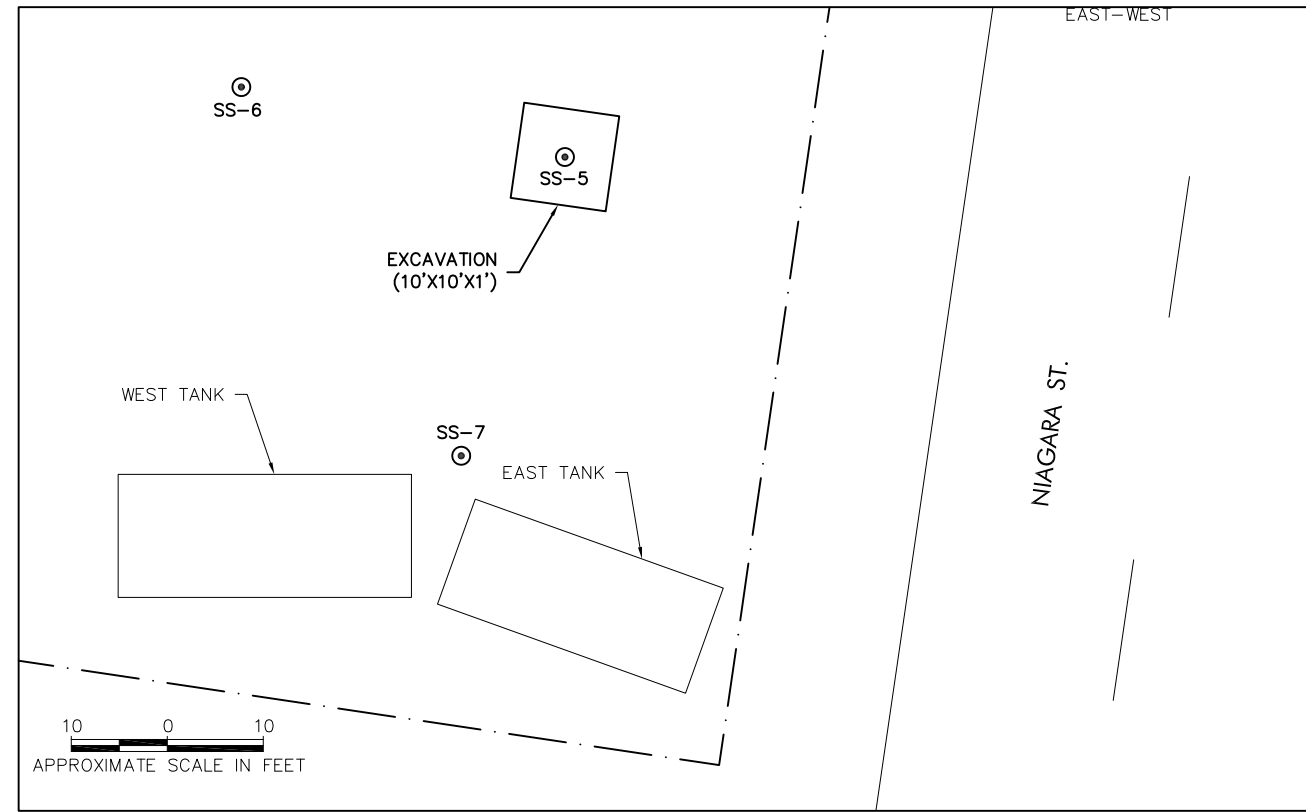 EAST-WEST
SS-6
SS-5
EXCAVATION
(10'X10'X1')
WEST TANK
SS-7
EAST TANK
NIAGARA ST.
10 0 10
APPROXIMATE SCALE IN FEET